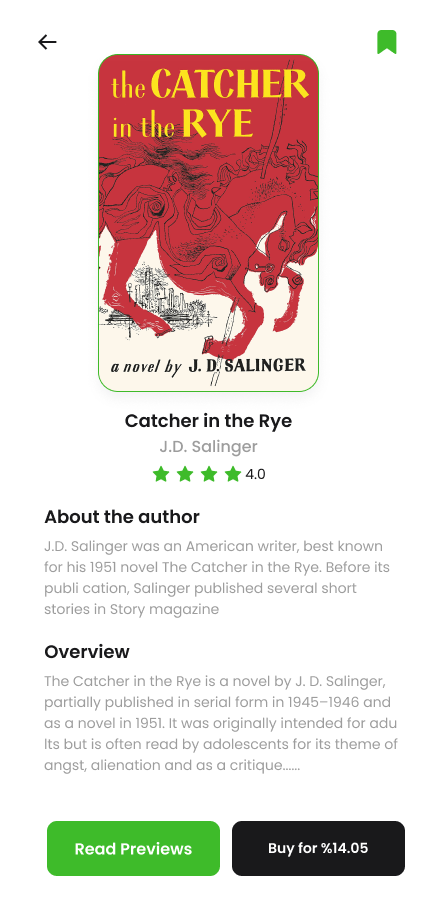 the CATCHER
in the RYE
a novel by J. D. SALINGER
Catcher in the Rye
J.D. Salinger
4.0
About the author
J.D. Salinger was an American writer, best known
for his 1951 novel The Catcher in the Rye. Before its
publi cation, Salinger published several short
stories in Story magazine
Overview
The Catcher in the Rye is a novel by J. D. Salinger,
partially published in serial form in 1945–1946 and
as a novel in 1951. It was originally intended for adu
lts but is often read by adolescents for its theme of
angst, alienation and as a critique......
Read Previews
Buy for %14.05